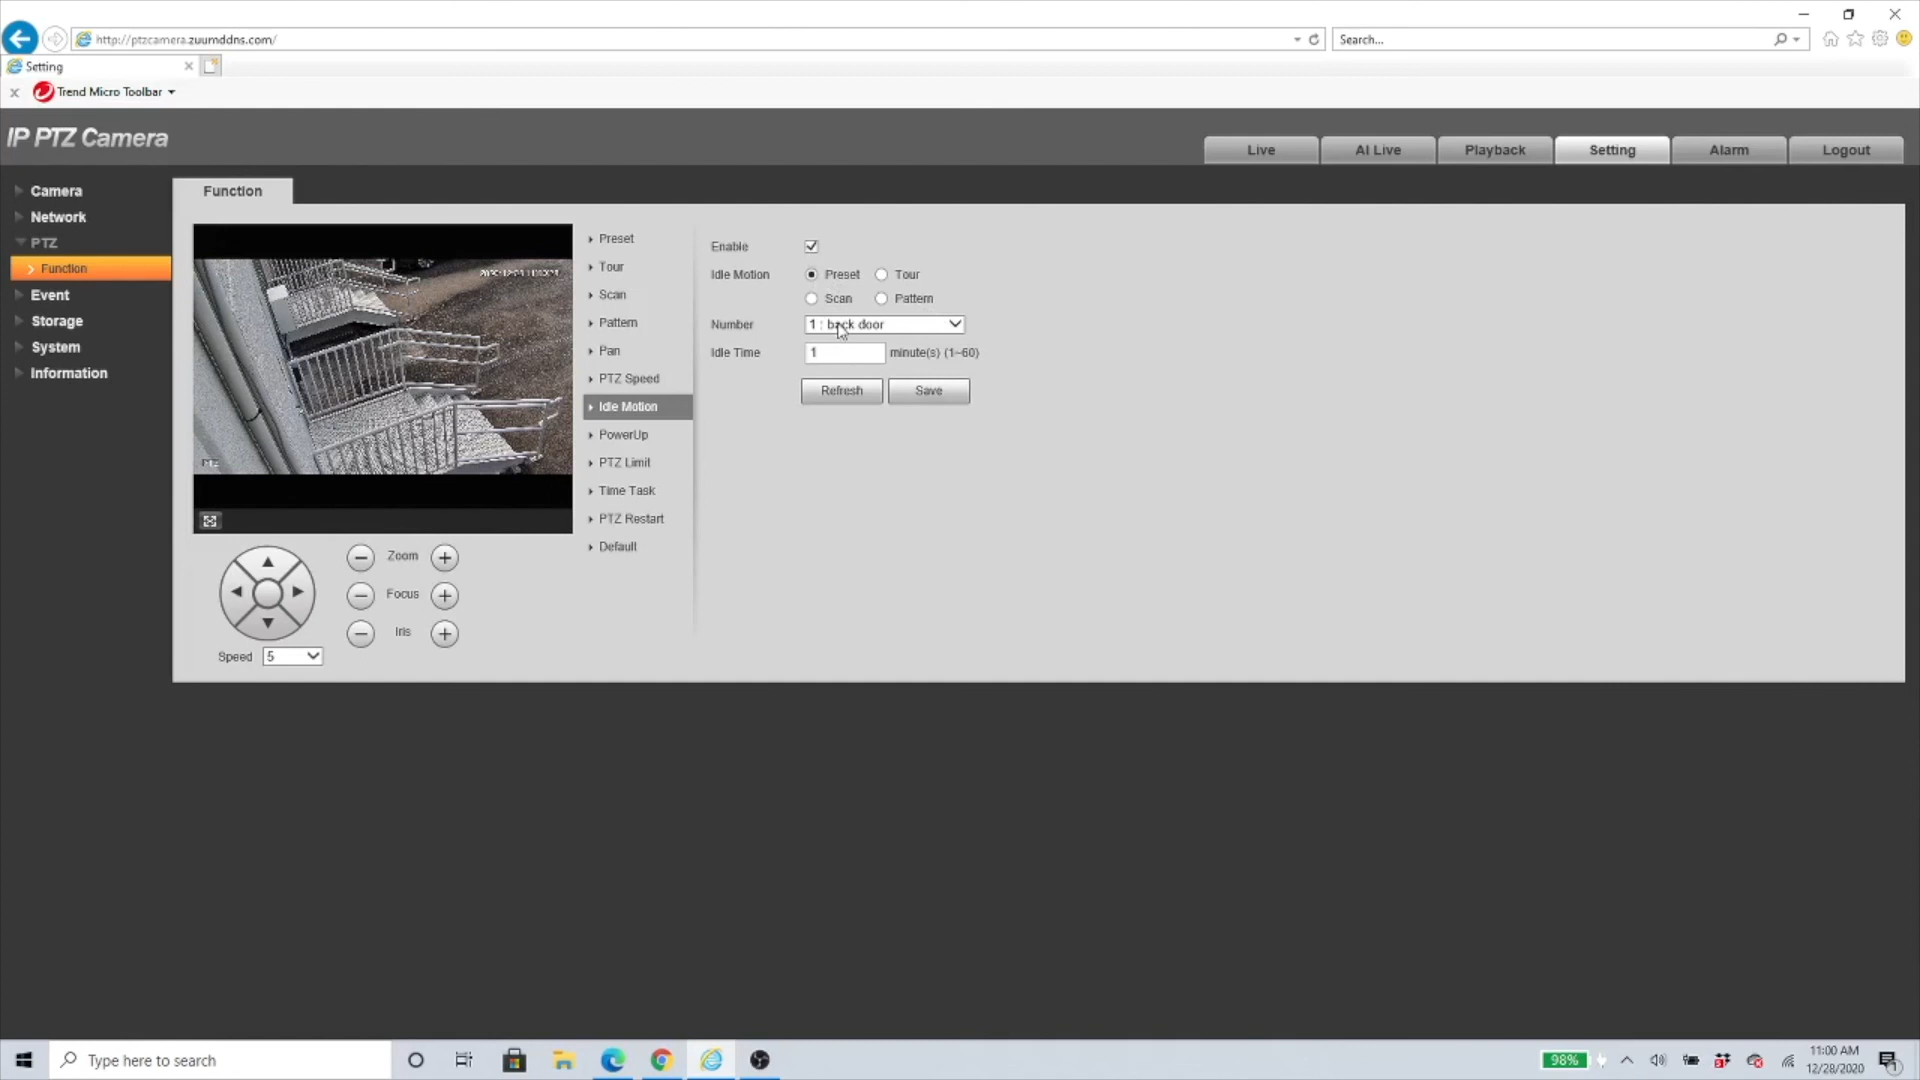 http://ptzcamera.zuumddns.com/
Search...
Setting
Trend Micro Toolbar
IP PTZ Camera
Live
AI Live
Playback
Setting
Alarm
Logout
Camera
Network
PTZ
Function
Event
Storage
System
Information
Function
PTZ
Zoom
Focus
Iris
Speed 5
Preset
Tour
Scan
Pattern
Pan
PTZ Speed
Idle Motion
PowerUp
PTZ Limit
Time Task
PTZ Restart
Default
Enable
Idle Motion Preset Tour
Scan Pattern
Number 1 : back door
Idle Time 1 minute(s) (1~60)
Refresh Save
Type here to search
98%
11:00 AM
12/28/2020